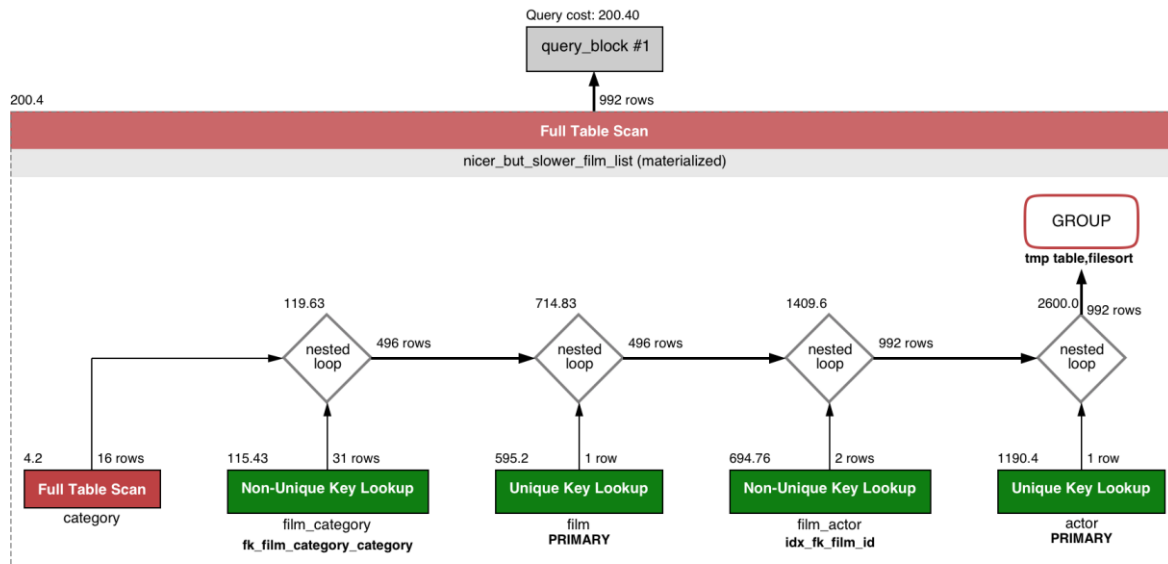 Query cost: 200.40
query_block #1
200.4
992 rows
Full Table Scan
nicer_but_slower_film_list (materialized)
GROUP
tmp table,filesort
119.63
714.83
1409.6
2600.0
992 rows
nested
loop
496 rows
nested
loop
496 rows
nested
loop
992 rows
nested
loop
4.2
16 rows
115.43
31 rows
595.2
1 row
694.76
2 rows
1190.4
1 row
Full Table Scan
Non-Unique Key Lookup
Unique Key Lookup
Non-Unique Key Lookup
Unique Key Lookup
category
film_category
film
film_actor
actor
fk_film_category_category
PRIMARY
idx_fk_film_id
PRIMARY